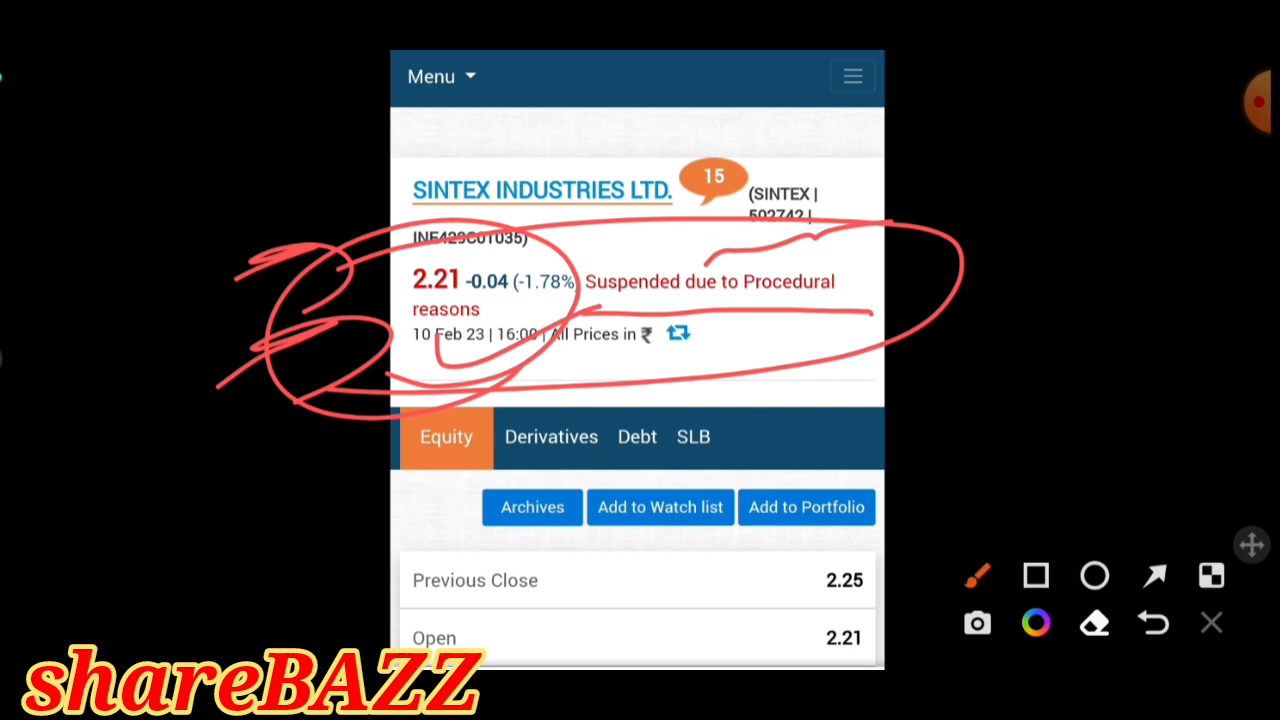 Menu
SINTEX INDUSTRIES LTD. 15 (SINTEX |
502742 |
INE429C01035)
2.21 -0.04 (-1.78% Suspended due to Procedural
reasons
10 Feb 23 | 16:00 | All Prices in ₹
Equity Derivatives Debt SLB
Archives Add to Watch list Add to Portfolio
Previous Close 2.25
Open 2.21
shareBAZZ